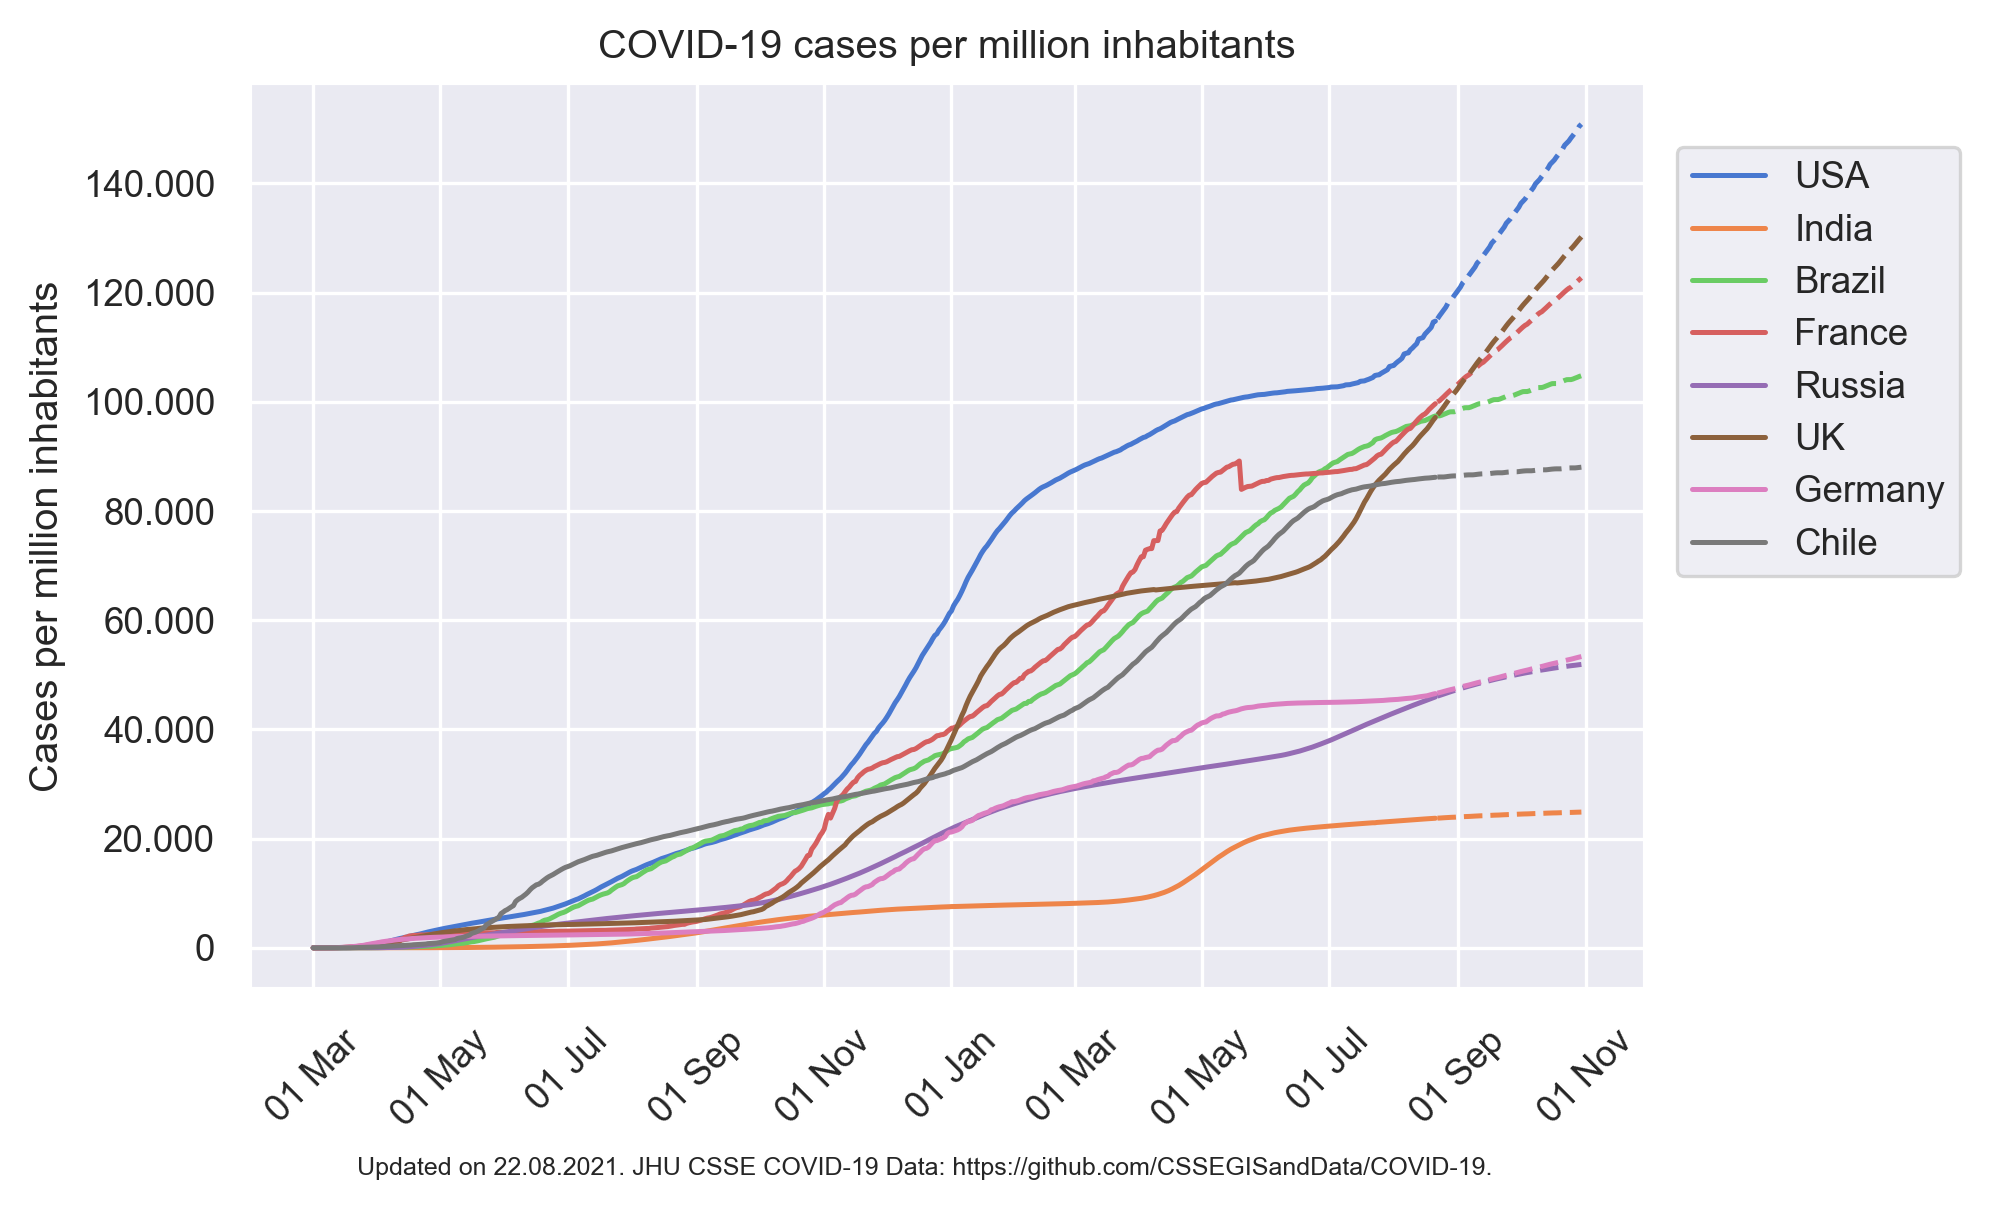 COVID-19 cases per million inhabitants
Cases per million inhabitants
140.000
120.000
100.000
80.000
60.000
40.000
20.000
0
01 Mar
01 May
01 Jul
01 Sep
01 Nov
01 Jan
01 Mar
01 May
01 Jul
01 Sep
01 Nov
USA
India
Brazil
France
Russia
UK
Germany
Chile
Updated on 22.08.2021. JHU CSSE COVID-19 Data: https://github.com/CSSEGISandData/COVID-19.